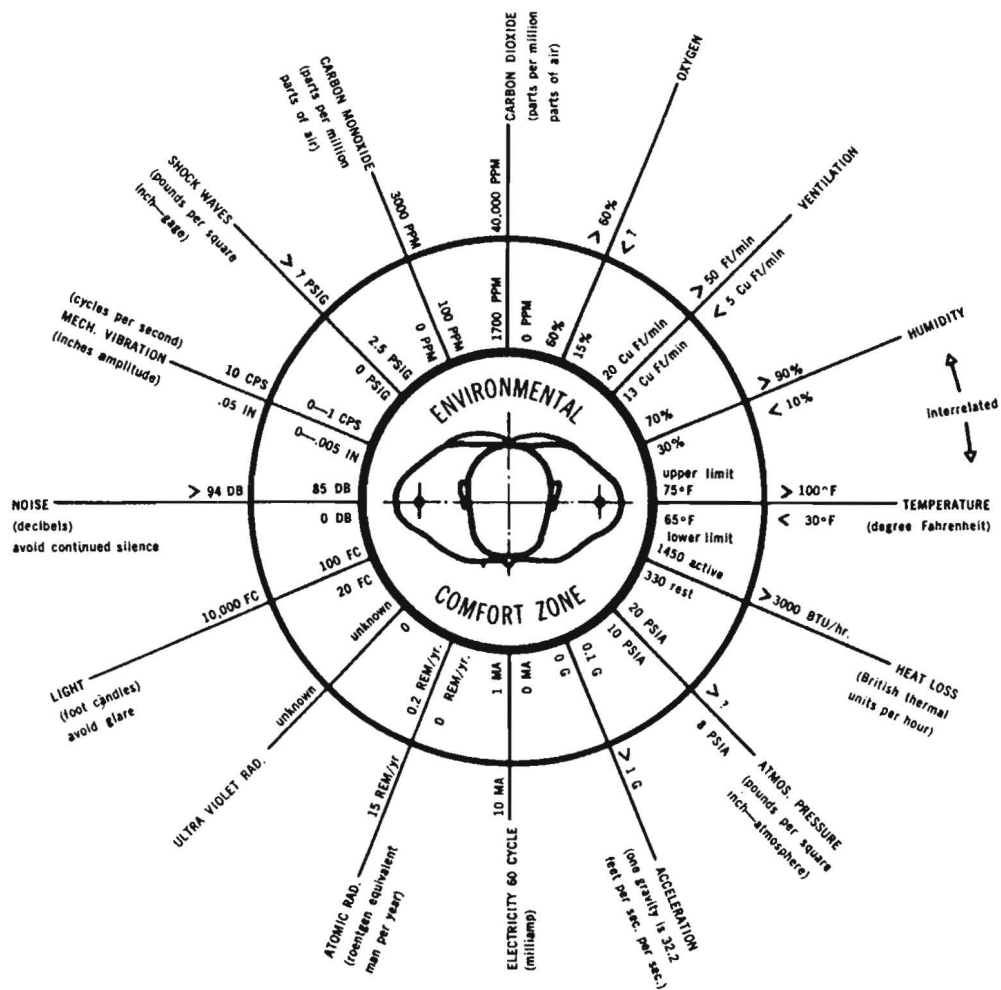 CARBON DIOXIDE
(parts per million
parts of air)
40,000 PPM
1700 PPM
0 PPM
OXYGEN
> 60%
< ?
60%
15%
VENTILATION
> 50 Ft/min
< 5 Cu Ft/min
20 Cu Ft/min
13 Cu Ft/min
HUMIDITY
> 90%
< 10%
70%
30%
interrelated
TEMPERATURE
(degree Fahrenheit)
> 100°F
< 30°F
upper limit
75°F
65°F
lower limit
HEAT LOSS
(British thermal
units per hour)
> 3000 BTU/hr.
1450 active
330 rest
ATMOS. PRESSURE
(pounds per square
inch—atmosphere)
> ?
8 PSIA
20 PSIA
10 PSIA
ACCELERATION
(one gravity is 32.2
feet per sec. per sec.)
> 1 G
0.1 G
0 G
ELECTRICITY 60 CYCLE
(milliamp)
10 MA
1 MA
0 MA
ATOMIC RAD.
(roentgen equivalent
man per year)
15 REM/yr
0.2 REM/yr.
0 REM/yr.
ULTRA VIOLET RAD.
unknown
unknown
0
LIGHT
(foot candles)
avoid glare
10,000 FC
100 FC
20 FC
NOISE
(decibels)
avoid continued silence
> 94 DB
85 DB
0 DB
(cycles per second)
MECH. VIBRATION
(inches amplitude)
10 CPS
.05 IN
0—1 CPS
0—.005 IN
SHOCK WAVES
(pounds per square
inch—gage)
> 7 PSIG
2.5 PSIG
0 PSIG
CARBON MONOXIDE
(parts per million
parts of air)
3000 PPM
100 PPM
0 PPM
ENVIRONMENTAL
COMFORT ZONE